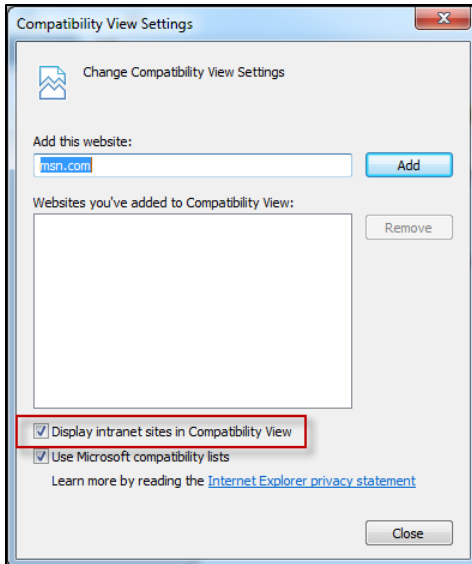 Compatibility View Settings
Change Compatibility View Settings
Add this website:
msn.com
Add
Websites you've added to Compatibility View:
Remove
Display intranet sites in Compatibility View
Use Microsoft compatibility lists
Learn more by reading the Internet Explorer privacy statement
Close